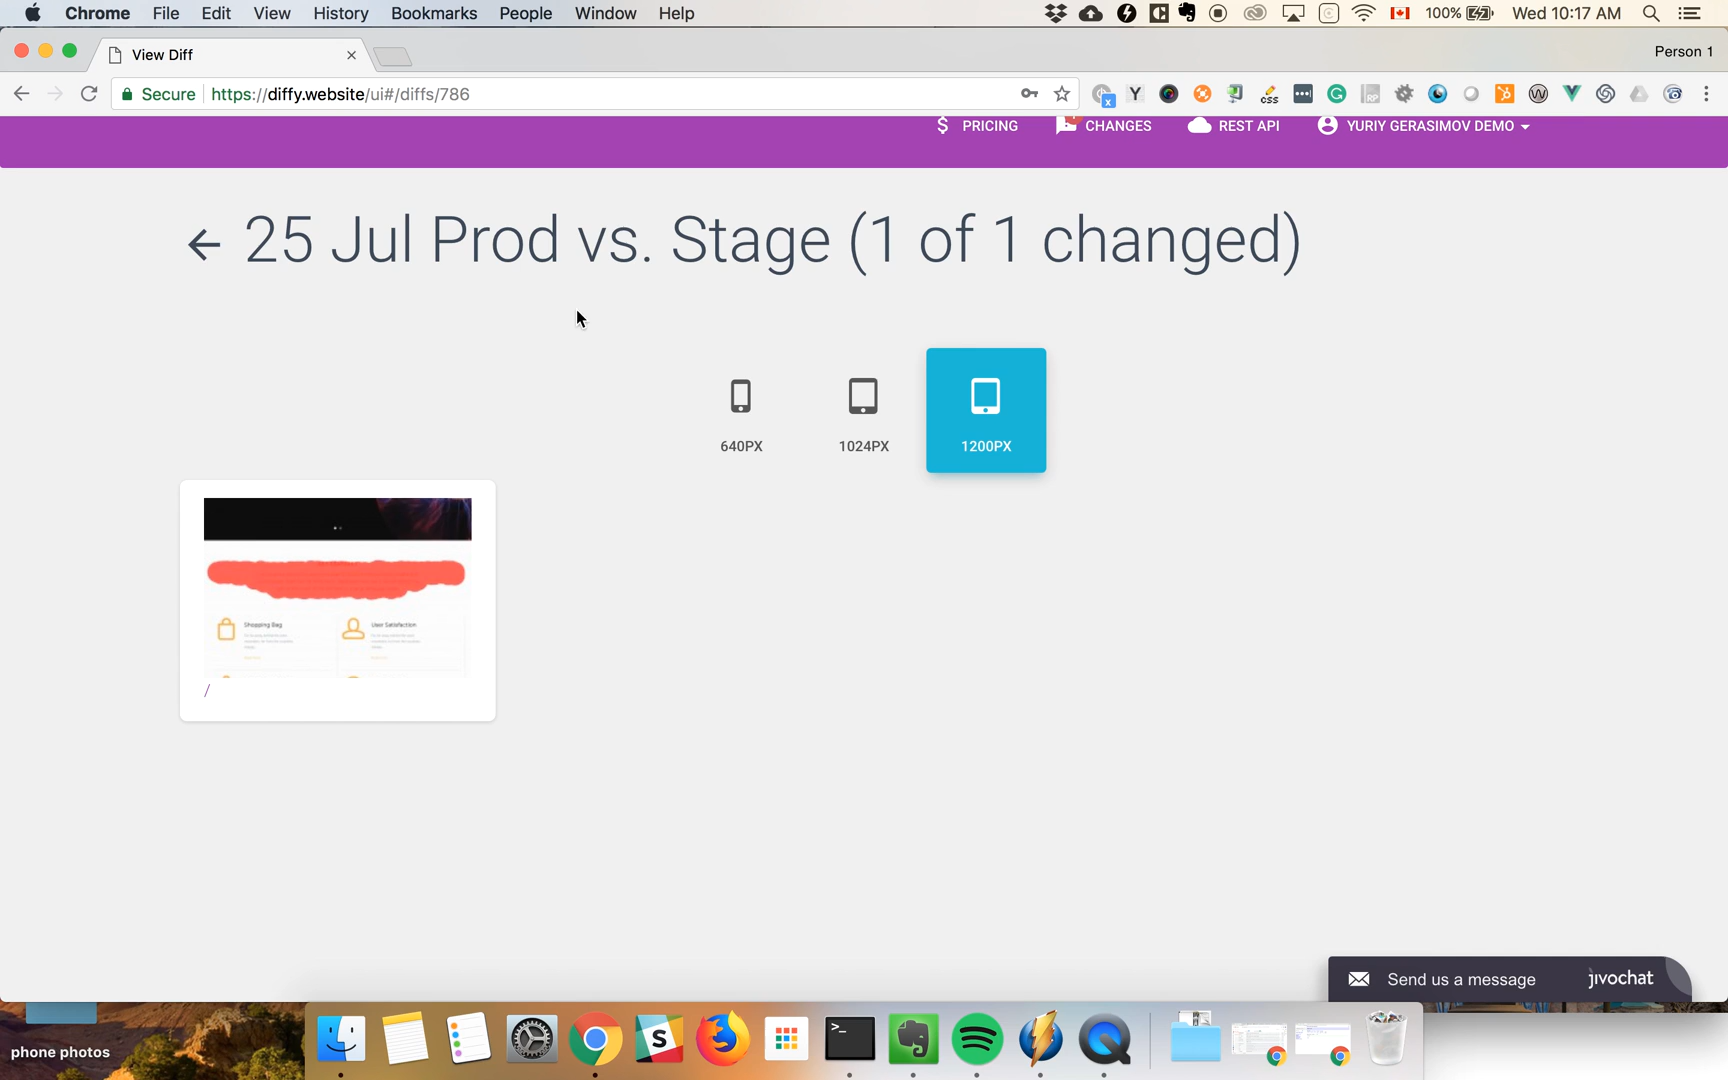 Chrome File Edit View History Bookmarks People Window Help 100% Wed 10:17 AM
View Diff
Person 1
Secure https://diffy.website/ui#/diffs/786
PRICING CHANGES REST API YURIY GERASIMOV DEMO
25 Jul Prod vs. Stage (1 of 1 changed)
640PX 1024PX 1200PX
Shopping Bag User Satisfaction
/
Send us a message jivochat
phone photos